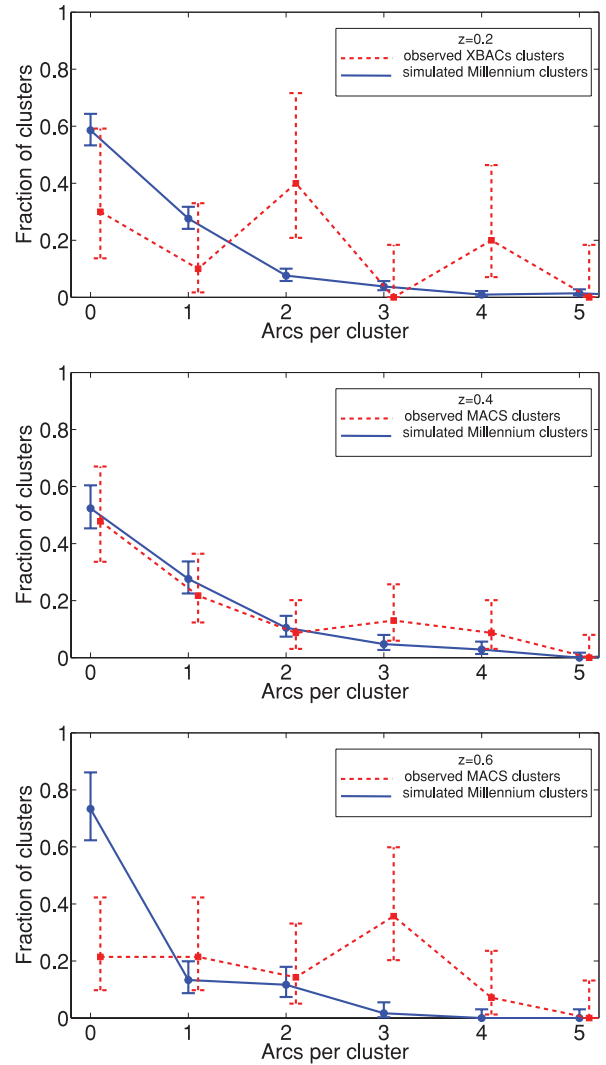 1
0.8
0.6
0.4
0.2
0
Fraction of clusters
z=0.2
observed XBACs clusters
simulated Millennium clusters
0 1 2 3 4 5
Arcs per cluster
1
0.8
0.6
0.4
0.2
0
Fraction of clusters
z=0.4
observed MACS clusters
simulated Millennium clusters
0 1 2 3 4 5
Arcs per cluster
1
0.8
0.6
0.4
0.2
0
Fraction of clusters
z=0.6
observed MACS clusters
simulated Millennium clusters
0 1 2 3 4 5
Arcs per cluster